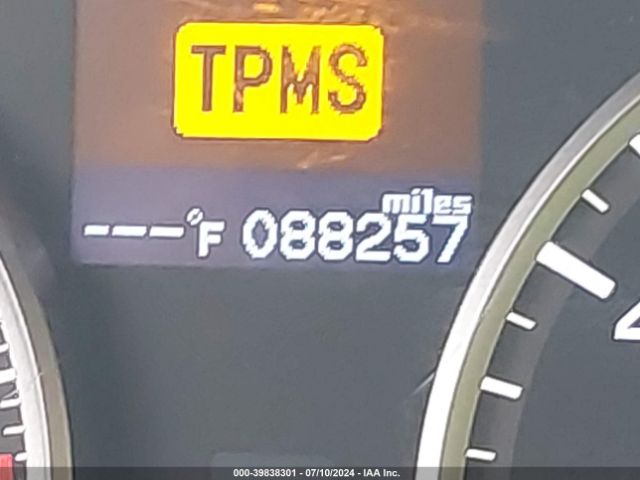 TPMS
miles
---°F 088257
000-39838301 - 07/10/2024 - IAA Inc.